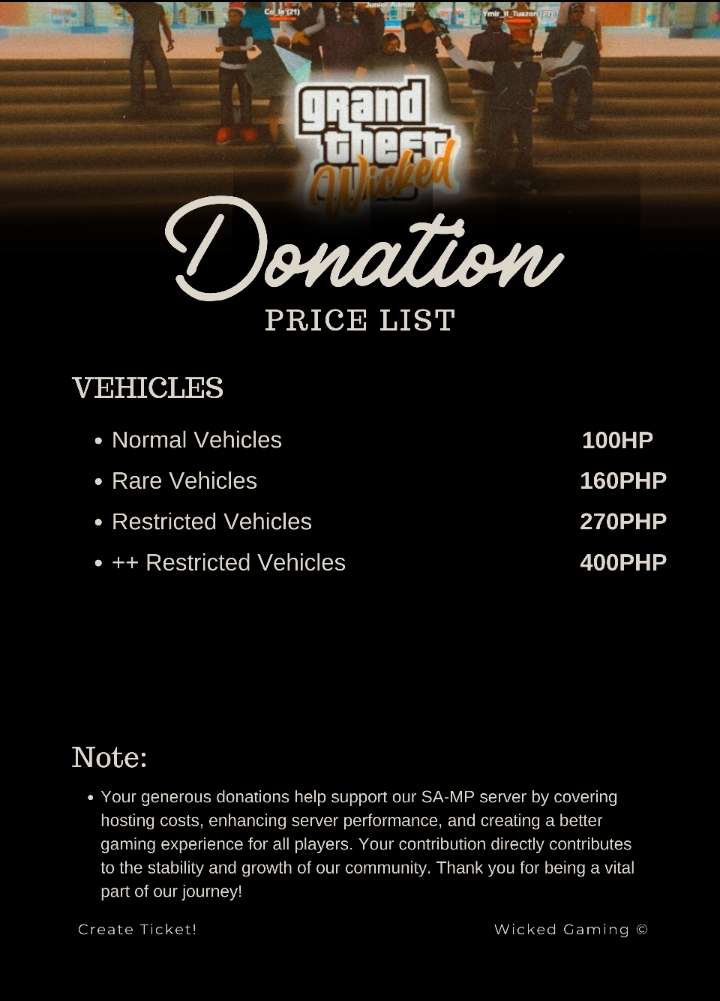 Junior Admin
Ymir_H_Tuazon (21)
grand
theft
Wicked
Donation
PRICE LIST
VEHICLES
• Normal Vehicles 100HP
• Rare Vehicles 160PHP
• Restricted Vehicles 270PHP
• ++ Restricted Vehicles 400PHP
Note:
• Your generous donations help support our SA-MP server by covering
hosting costs, enhancing server performance, and creating a better
gaming experience for all players. Your contribution directly contributes
to the stability and growth of our community. Thank you for being a vital
part of our journey!
Create Ticket! Wicked Gaming ©